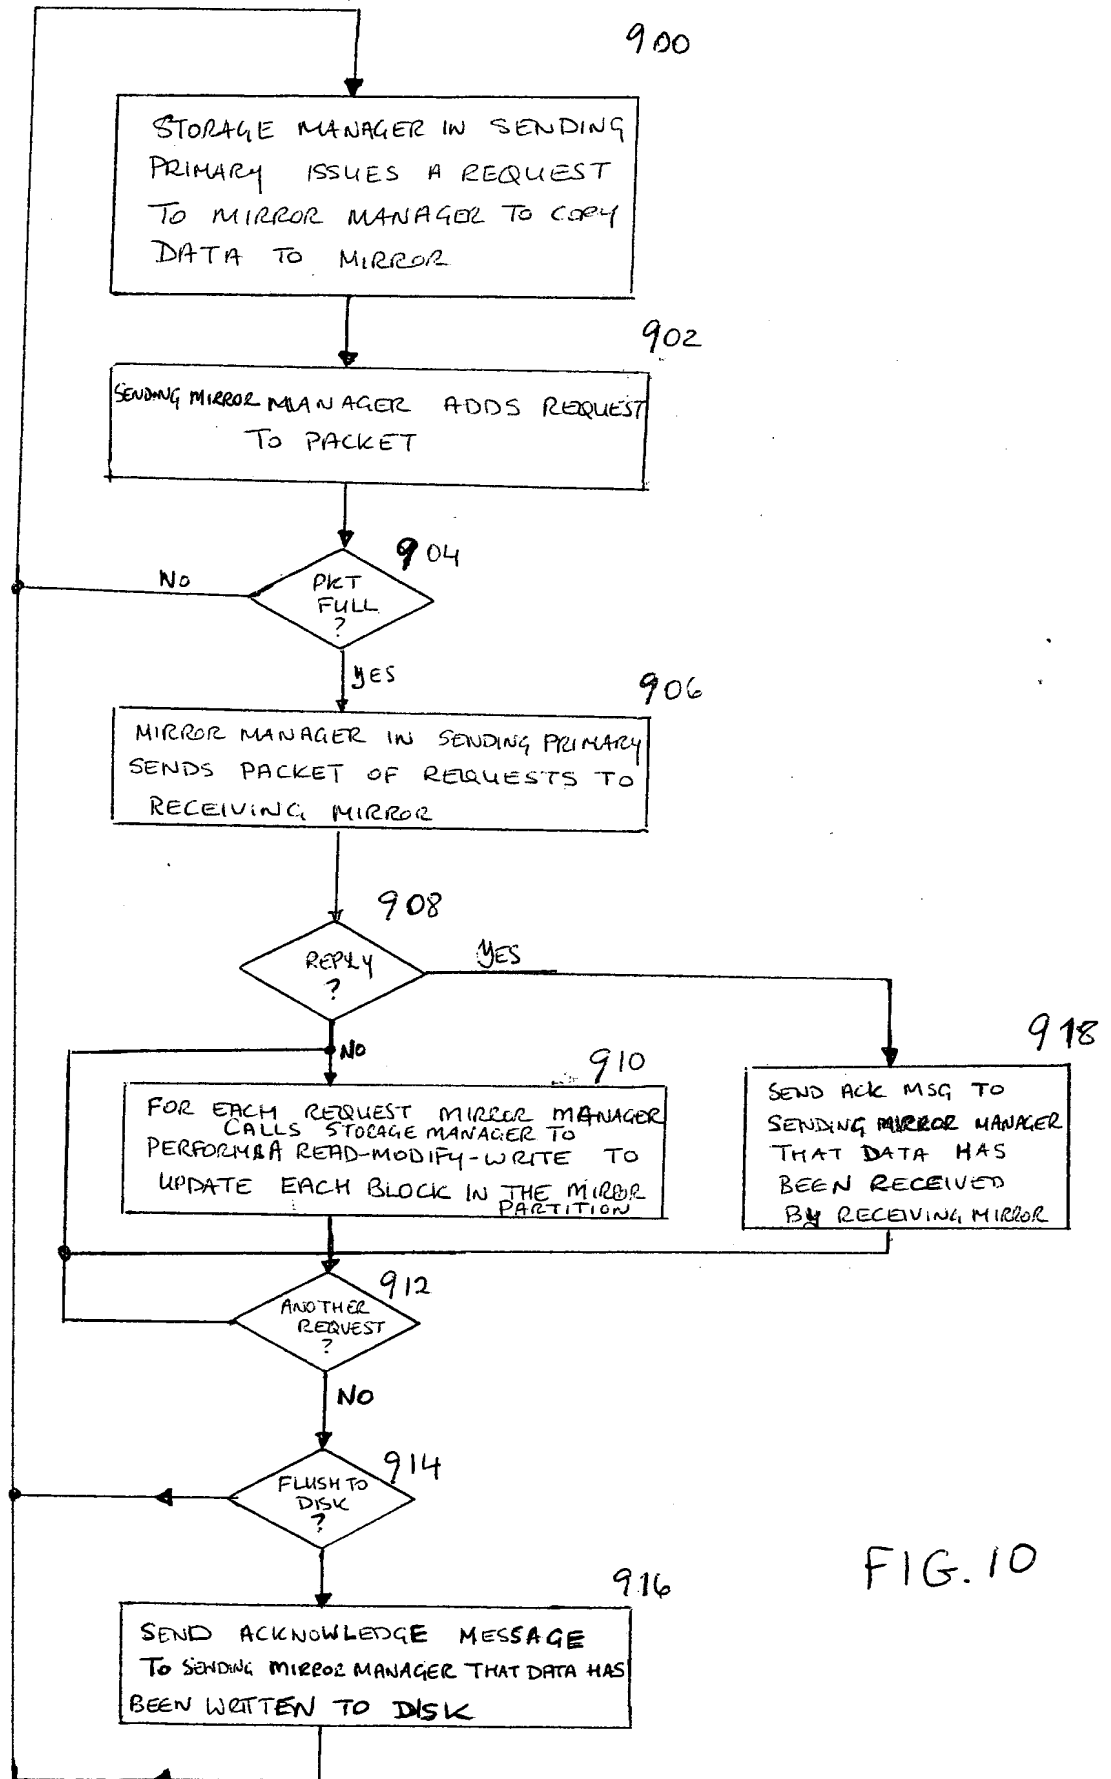 900
STORAGE MANAGER IN SENDING
PRIMARY ISSUES A REQUEST
TO MIRROR MANAGER TO COPY
DATA TO MIRROR
902
SENDING MIRROR MANAGER ADDS REQUEST
TO PACKET
904
NO
PKT
FULL
?
YES
906
MIRROR MANAGER IN SENDING PRIMARY
SENDS PACKET OF REQUESTS TO
RECEIVING MIRROR
908
REPLY
?
YES
NO
918
SEND ACK MSG TO
SENDING MIRROR MANAGER
THAT DATA HAS
BEEN RECEIVED
BY RECEIVING MIRROR
910
FOR EACH REQUEST MIRROR MANAGER
CALLS STORAGE MANAGER TO
PERFORM A READ-MODIFY-WRITE TO
UPDATE EACH BLOCK IN THE MIRROR
PARTITION
912
ANOTHER
REQUEST
?
NO
914
FLUSH TO
DISK
?
916
SEND ACKNOWLEDGE MESSAGE
TO SENDING MIRROR MANAGER THAT DATA HAS
BEEN WRITTEN TO DISK
FIG. 10